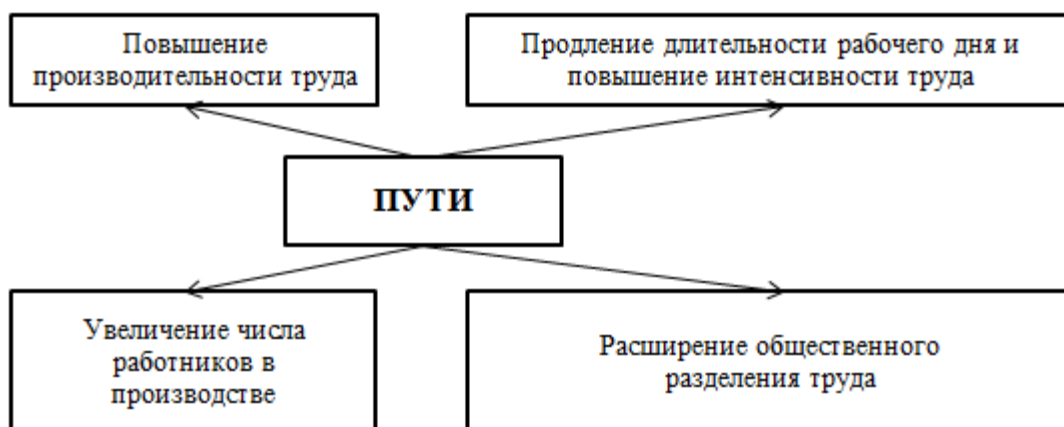 Повышение
производительности труда
Продление длительности рабочего дня и
повышение интенсивности труда
ПУТИ
Увеличение числа
работников в
производстве
Расширение общественного
разделения труда